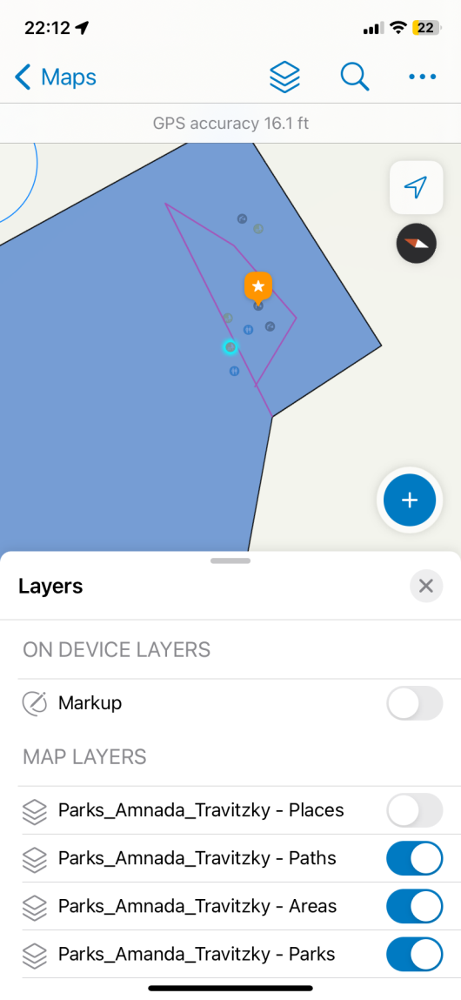 22:12
22
Maps
GPS accuracy 16.1 ft
Layers
ON DEVICE LAYERS
Markup
MAP LAYERS
Parks_Amnada_Travitzky - Places
Parks_Amnada_Travitzky - Paths
Parks_Amnada_Travitzky - Areas
Parks_Amanda_Travitzky - Parks